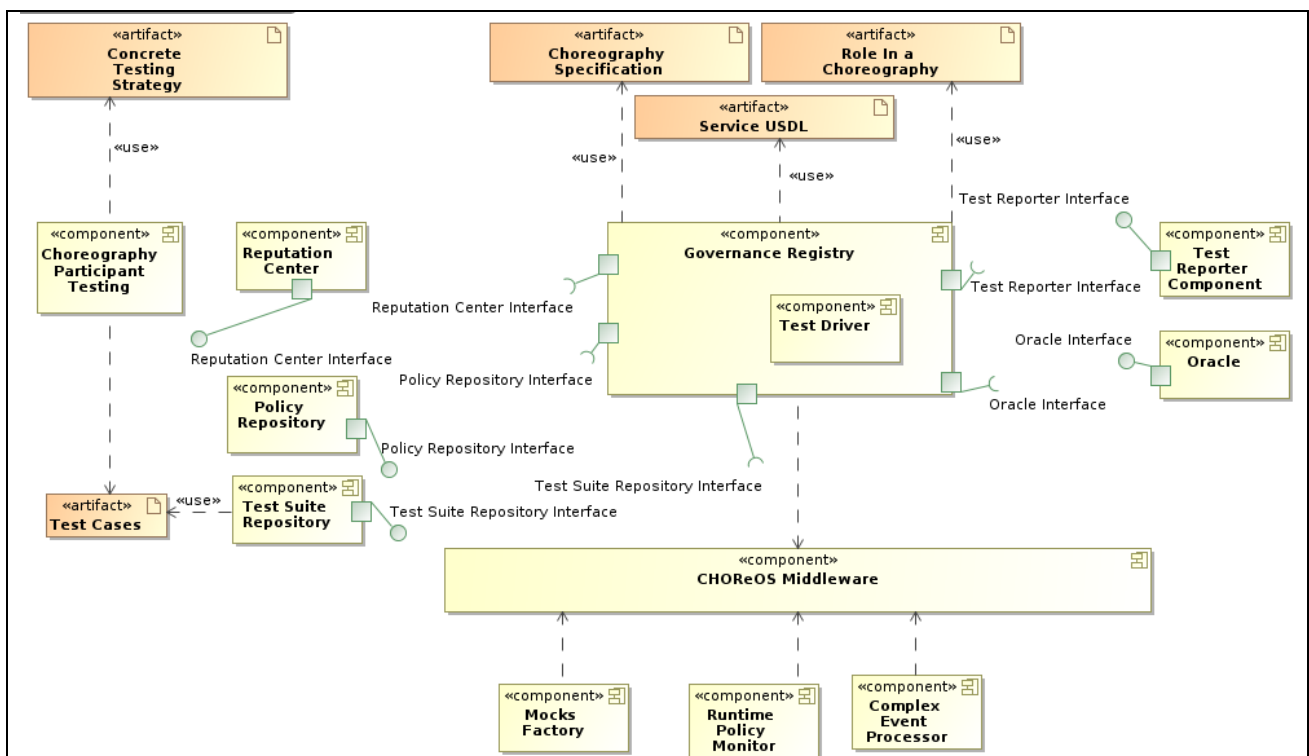 «artifact»
Concrete
Testing
Strategy
«artifact»
Choreography
Specification
«artifact»
Role In a
Choreography
«artifact»
Service USDL
«use»
«use»
«use»
«use»
«component»
Choreography
Participant
Testing
«component»
Reputation
Center
Reputation Center Interface
«component»
Governance Registry
«component»
Test Driver
Reputation Center Interface
Policy Repository Interface
Test Reporter Interface
Test Reporter Interface
«component»
Test
Reporter
Component
Oracle Interface
«component»
Oracle
Oracle Interface
«component»
Policy
Repository
Policy Repository Interface
Test Suite Repository Interface
«artifact»
Test Cases
«use»
«component»
Test Suite
Repository
Test Suite Repository Interface
«component»
CHOReOS Middleware
«component»
Mocks
Factory
«component»
Runtime
Policy
Monitor
«component»
Complex
Event
Processor